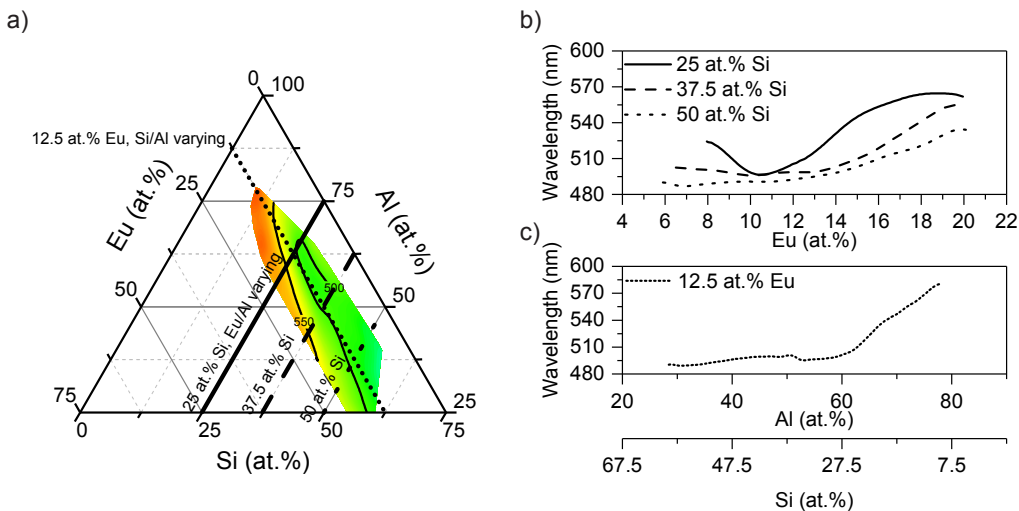 a)
0
100
12.5 at.% Eu, Si/Al varying
Eu (at.%)
Al (at.%)
25
75
50
50
75
25
0
25
50
75
Si (at.%)
25 at.% Si, Eu/Al varying
37.5 at.% Si
50 at.% Si
500
550
b)
Wavelength (nm)
600
570
540
510
480
25 at.% Si
37.5 at.% Si
50 at.% Si
4 6 8 10 12 14 16 18 20 22
Eu (at.%)
c)
Wavelength (nm)
600
570
540
510
480
12.5 at.% Eu
20 40 60 80
Al (at.%)
67.5 47.5 27.5 7.5
Si (at.%)